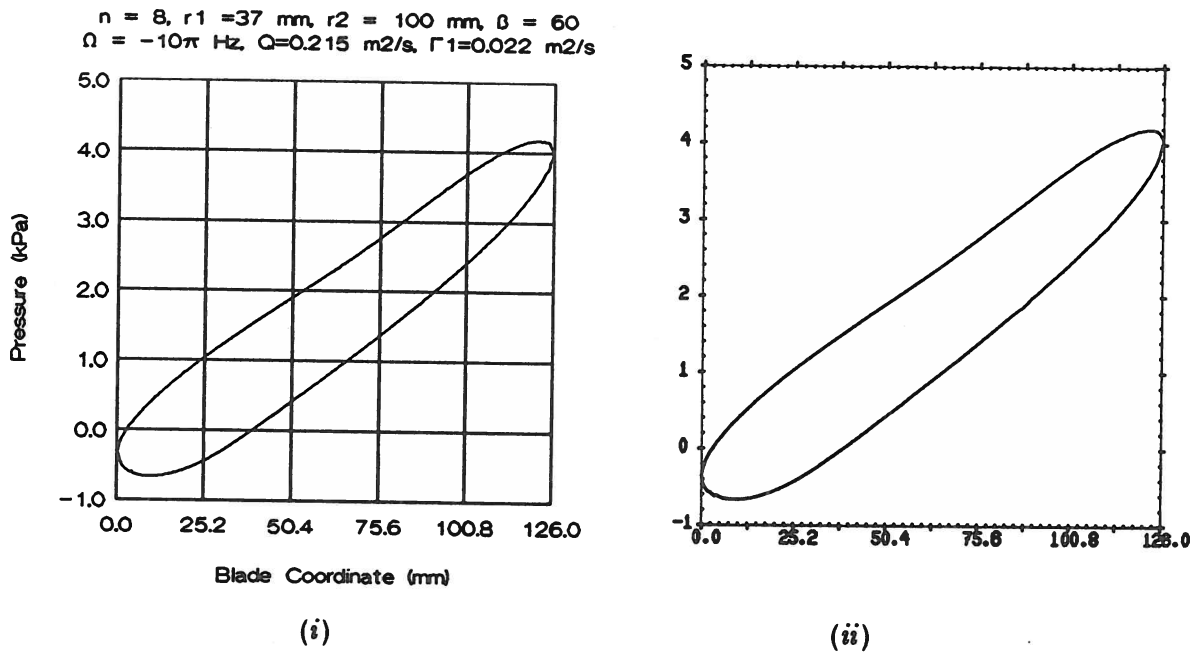 n = 8, r1 =37 mm, r2 = 100 mm, β = 60
Ω = -10π Hz, Q=0.215 m2/s, Γ1=0.022 m2/s
5.0
4.0
3.0
2.0
1.0
0.0
-1.0
Pressure (kPa)
0.0 25.2 50.4 75.6 100.8 126.0
Blade Coordinate (mm)
(i)
5
4
3
2
1
0
-1
0.0 25.2 50.4 75.6 100.8 126.0
(ii)